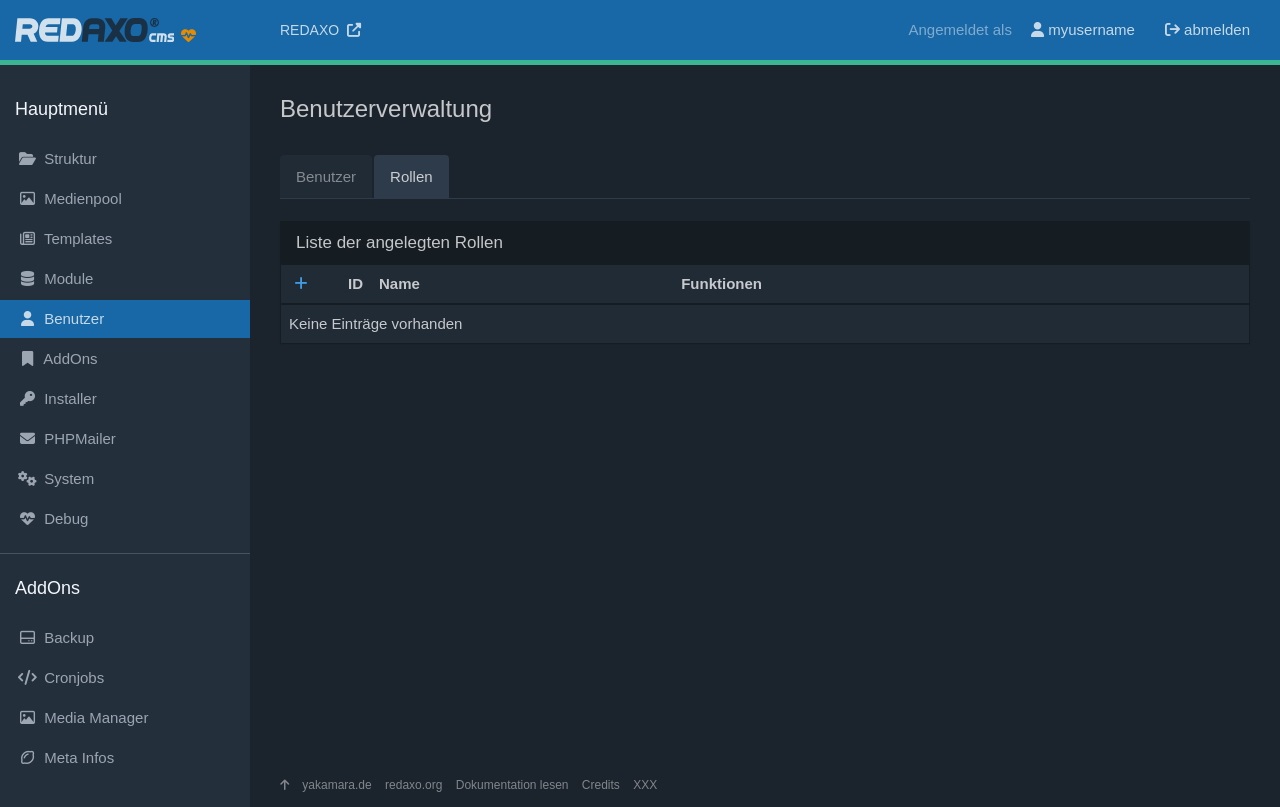 REDAXO® cms
REDAXO
Angemeldet als myusername abmelden
Hauptmenü
Struktur
Medienpool
Templates
Module
Benutzer
AddOns
Installer
PHPMailer
System
Debug
AddOns
Backup
Cronjobs
Media Manager
Meta Infos
Benutzerverwaltung
Benutzer Rollen
Liste der angelegten Rollen
ID Name Funktionen
Keine Einträge vorhanden
yakamara.de redaxo.org Dokumentation lesen Credits XXX